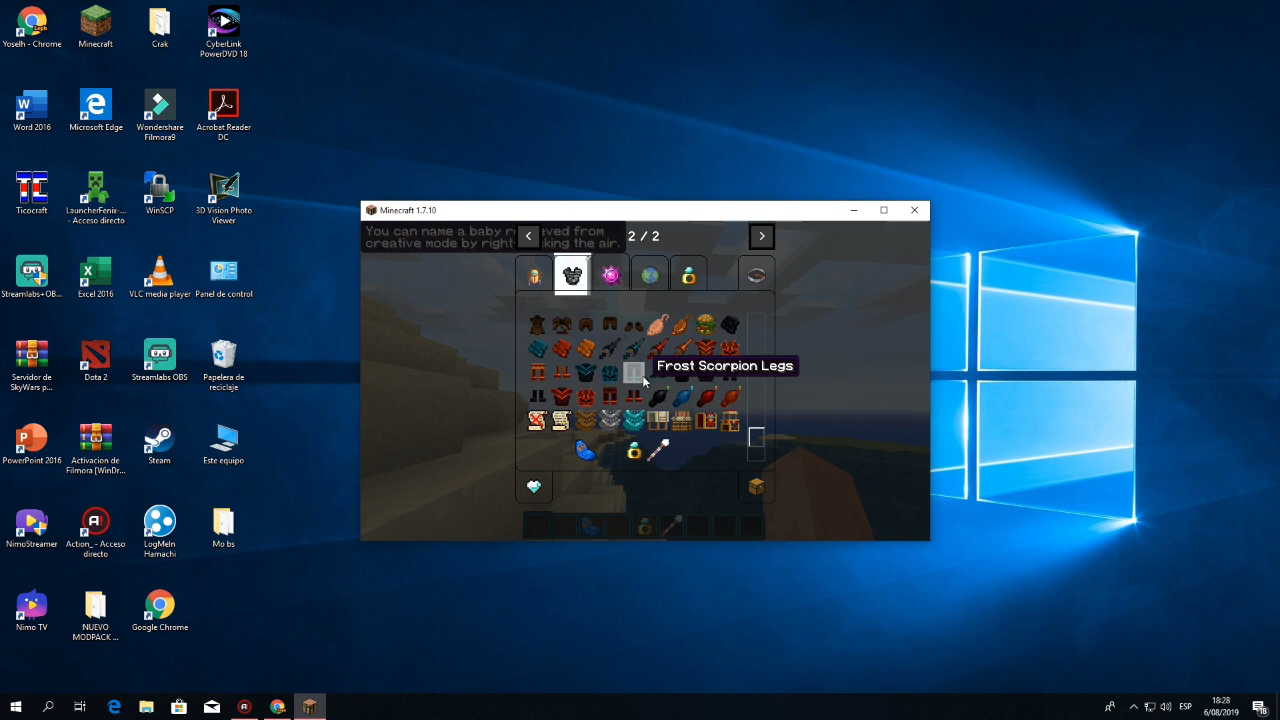 Yoselh - Chrome
Minecraft
Crak
CyberLink
PowerDVD 18
Word 2016
Microsoft Edge
Wondershare
Filmora9
Acrobat Reader
DC
Ticocraft
LauncherFenix-...
- Acceso directo
WinSCP
3D Vision Photo
Viewer
Streamlabs+OB...
Excel 2016
VLC media player
Panel de control
Servidor de
SkyWars p...
Dota 2
Streamlabs OBS
Papelera de
reciclaje
PowerPoint 2016
Activacion de
Filmora [WinDr...
Steam
Este equipo
NimoStreamer
Action_ - Acceso
directo
LogMeIn
Hamachi
Mo bs
Nimo TV
NUEVO
MODPACK ...
Google Chrome
Minecraft 1.7.10
You can name a baby
creative mode by right
the air.
2 / 2
Frost Scorpion Legs
ESP
18:28
6/08/2019
18